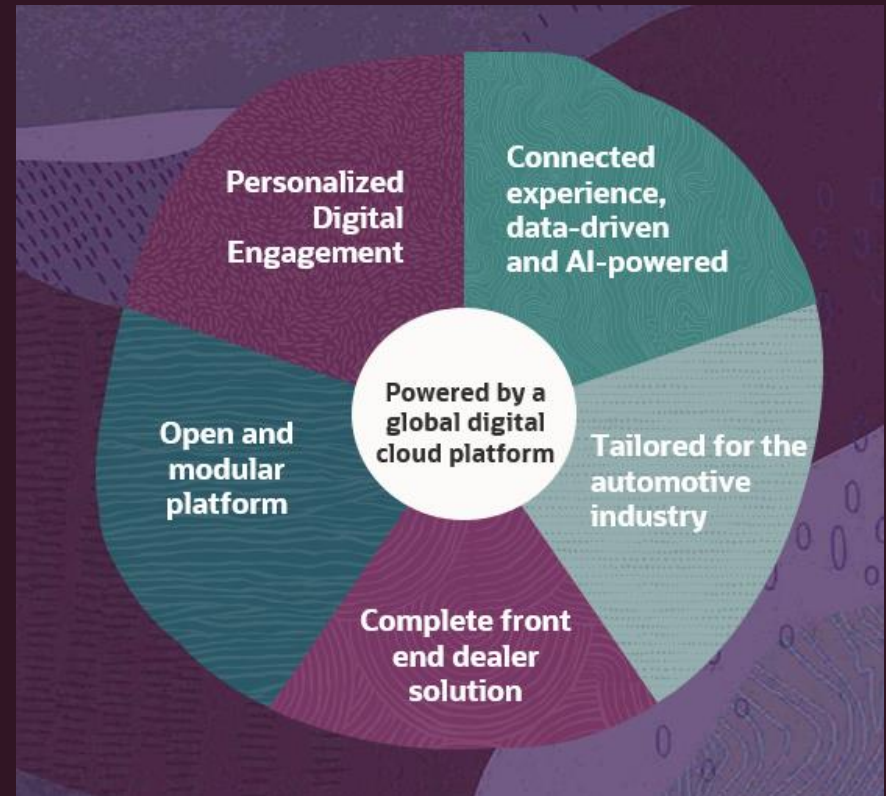 Personalized
Digital
Engagement
Connected
experience,
data-driven
and AI-powered
Powered by a
global digital
cloud platform
Open and
modular
platform
Tailored for the
automotive
industry
Complete front
end dealer
solution